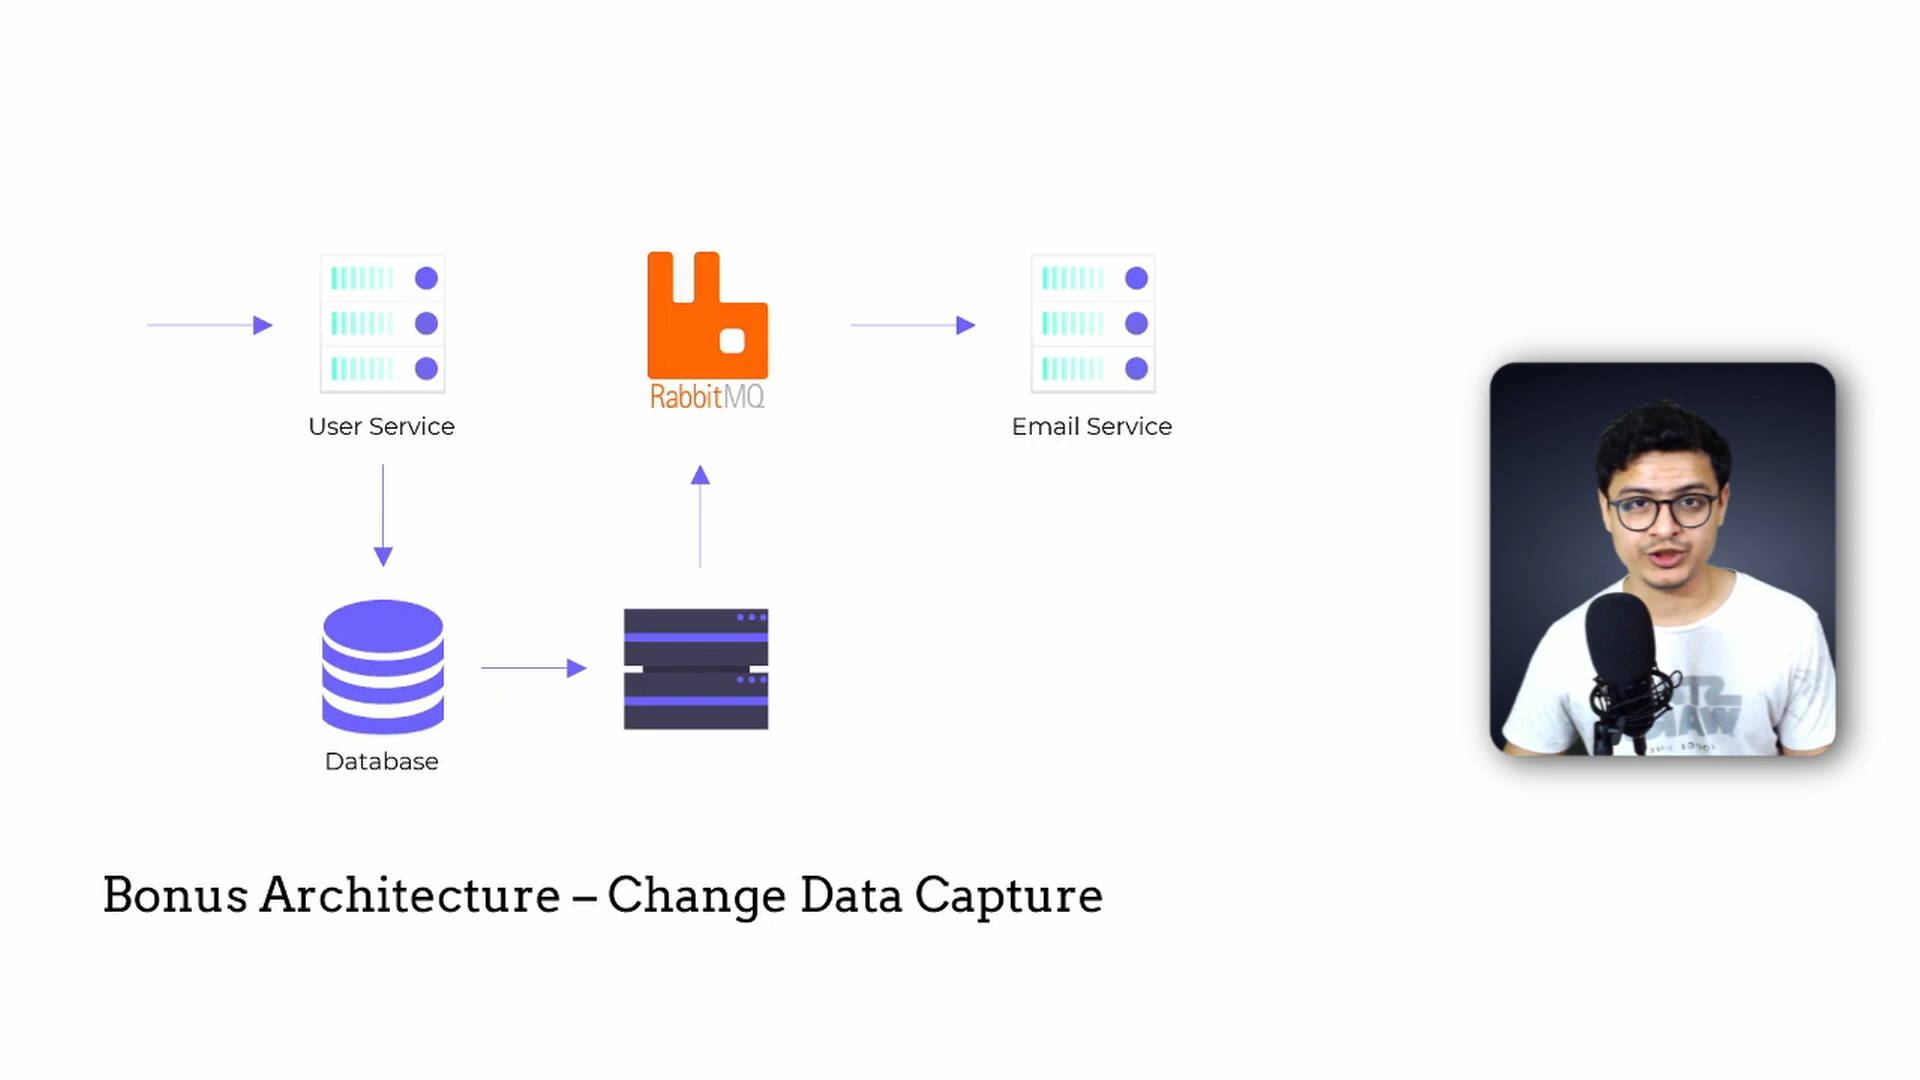 RabbitMQ
User Service
Email Service
Database
Bonus Architecture – Change Data Capture